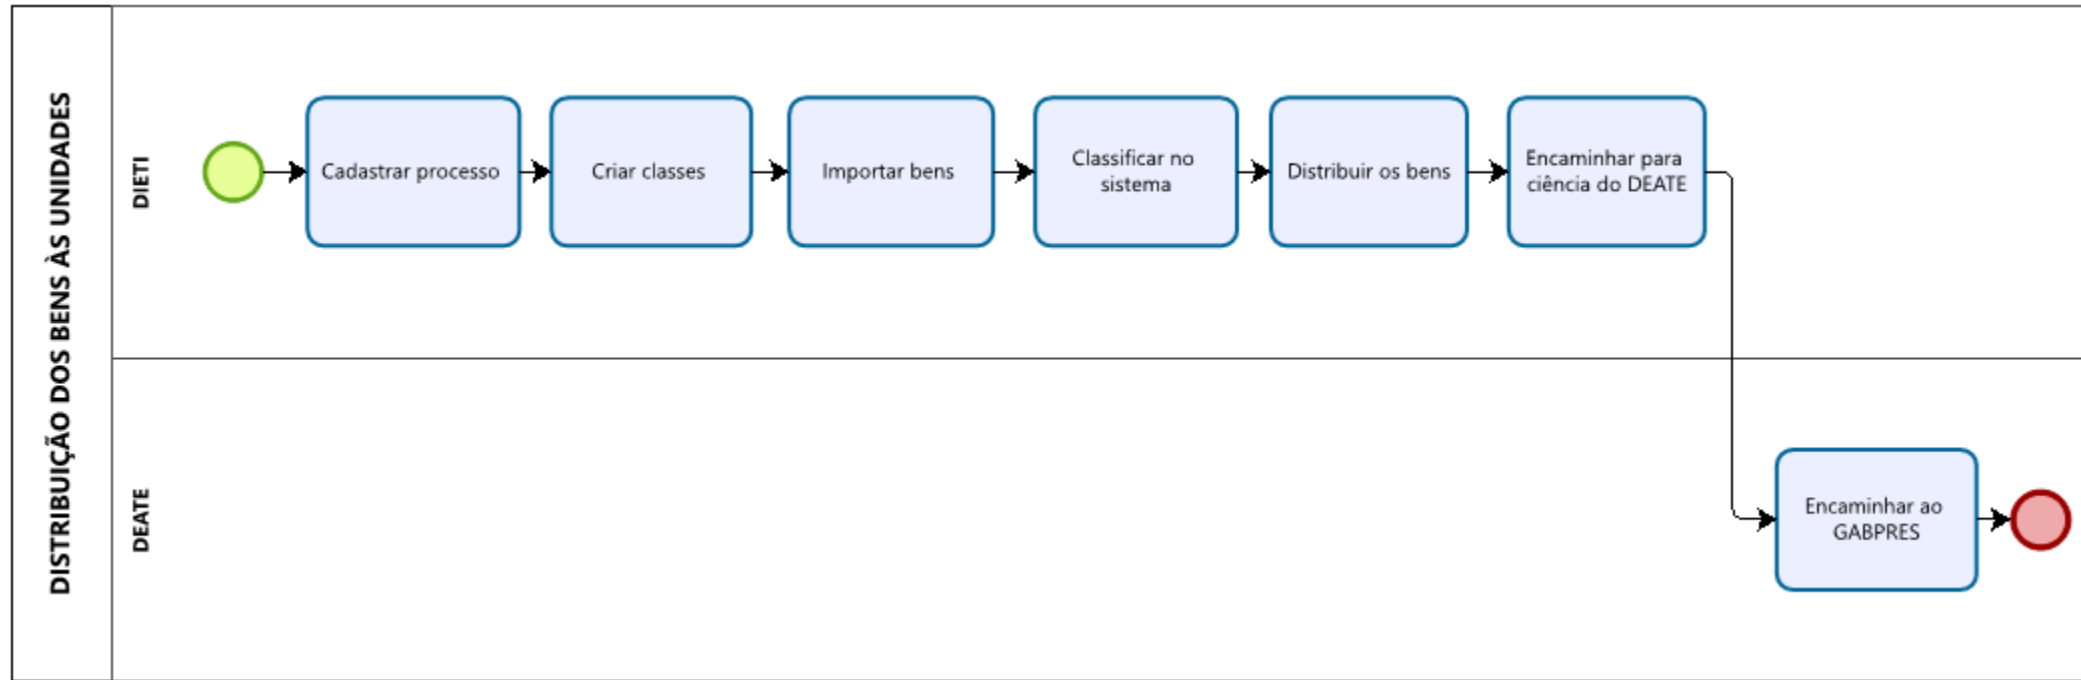 DISTRIBUIÇÃO DOS BENS ÀS UNIDADES
DIETI
Cadastrar processo
Criar classes
Importar bens
Classificar no
sistema
Distribuir os bens
Encaminhar para
ciência do DEATE
DEATE
Encaminhar ao
GABPRES